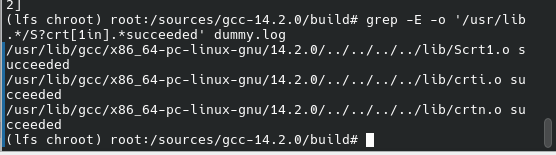 2]
(lfs chroot) root:/sources/gcc-14.2.0/build# grep -E -o '/usr/lib
.*/S?crt[1in].*succeeded' dummy.log
/usr/lib/gcc/x86_64-pc-linux-gnu/14.2.0/../../../../lib/Scrt1.o s
ucceeded
/usr/lib/gcc/x86_64-pc-linux-gnu/14.2.0/../../../../lib/crti.o su
cceeded
/usr/lib/gcc/x86_64-pc-linux-gnu/14.2.0/../../../../lib/crtn.o su
cceeded
(lfs chroot) root:/sources/gcc-14.2.0/build#